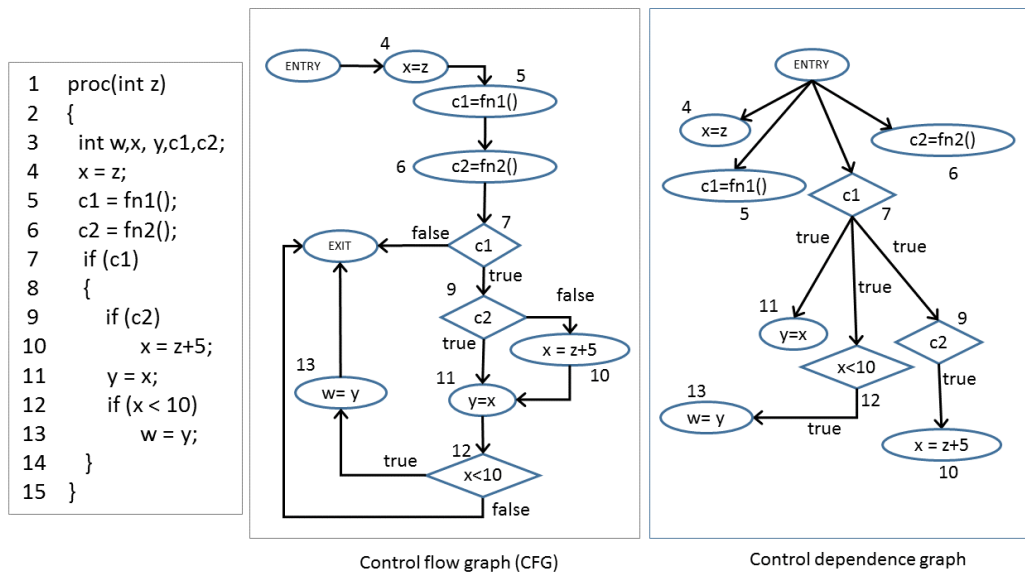 1 proc(int z)
2 {
3 int w,x, y,c1,c2;
4 x = z;
5 c1 = fn1();
6 c2 = fn2();
7 if (c1)
8 {
9 if (c2)
10 x = z+5;
11 y = x;
12 if (x < 10)
13 w = y;
14 }
15 }
ENTRY
4
x=z
5
c1=fn1()
6
c2=fn2()
7
c1
false
EXIT
true
9
c2
false
true
x = z+5
10
11
y=x
13
w= y
12
x<10
true
false
Control flow graph (CFG)
ENTRY
4
x=z
c1=fn1()
5
c2=fn2()
6
c1
7
true
true
true
11
y=x
x<10
12
9
c2
true
13
w= y
true
x = z+5
10
Control dependence graph